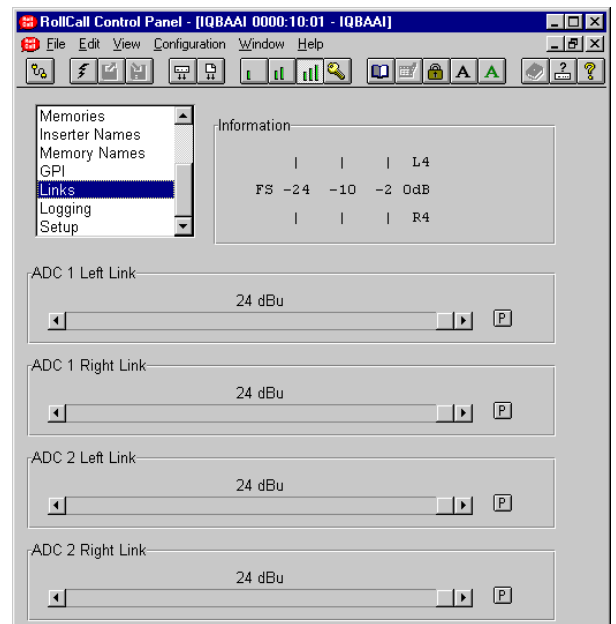 RollCall Control Panel - [IQBAAI 0000:10:01 - IQBAAI]
File Edit View Configuration Window Help
A A ?
Memories
Inserter Names
Memory Names
GPI
Links
Logging
Setup
Information
| | | L4
FS -24 -10 -2 0dB
| | | R4
ADC 1 Left Link
24 dBu
P
ADC 1 Right Link
24 dBu
P
ADC 2 Left Link
24 dBu
P
ADC 2 Right Link
24 dBu
P